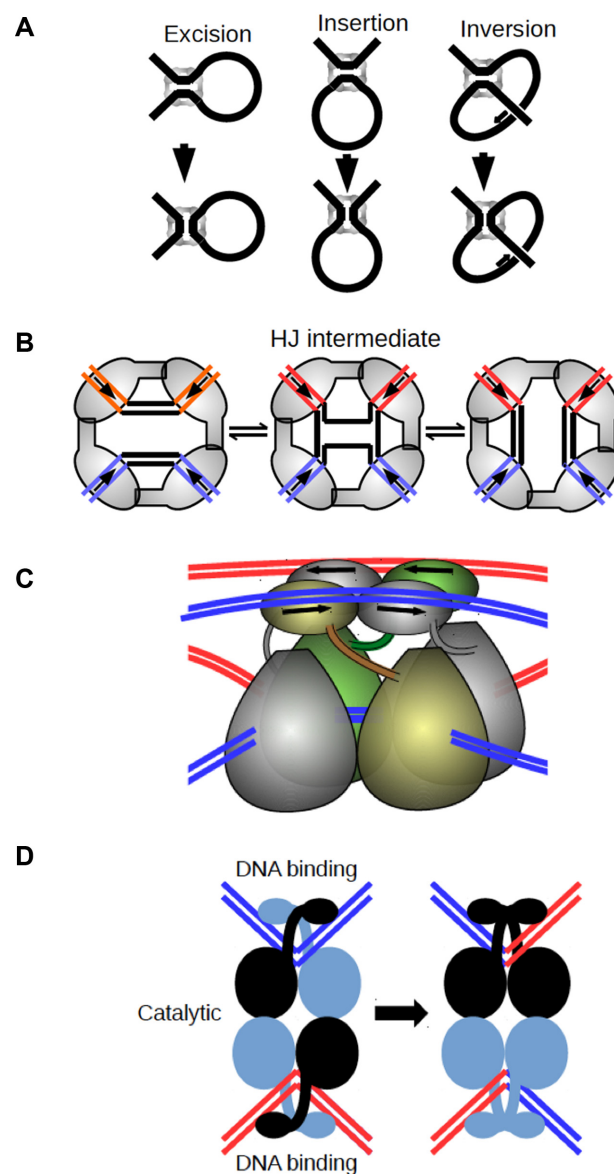 A
Excision
Insertion
Inversion
B
HJ intermediate
C
D
DNA binding
Catalytic
DNA binding